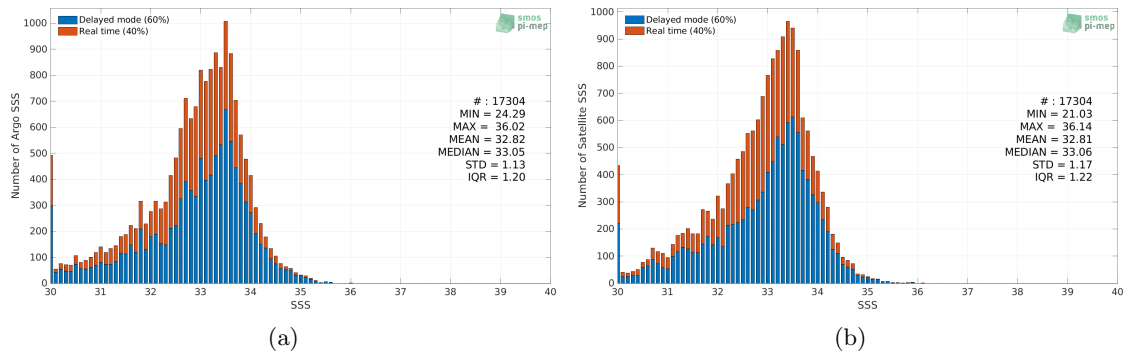 Delayed mode (60%)
Real time (40%)
smos
pi-mep
Number of Argo SSS
1000
900
800
700
600
500
400
300
200
100
0
# : 17304
MIN = 24.29
MAX = 36.02
MEAN = 32.82
MEDIAN = 33.05
STD = 1.13
IQR = 1.20
30 31 32 33 34 35 36 37 38 39 40
SSS
(a)
Delayed mode (60%)
Real time (40%)
smos
pi-mep
Number of Satellite SSS
1000
900
800
700
600
500
400
300
200
100
0
# : 17304
MIN = 21.03
MAX = 36.14
MEAN = 32.81
MEDIAN = 33.06
STD = 1.17
IQR = 1.22
30 31 32 33 34 35 36 37 38 39 40
SSS
(b)